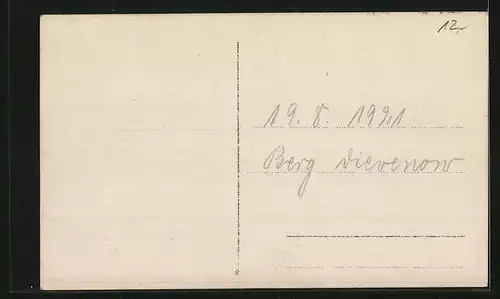 12,-
19. 8. 1921
Berg Dievenow